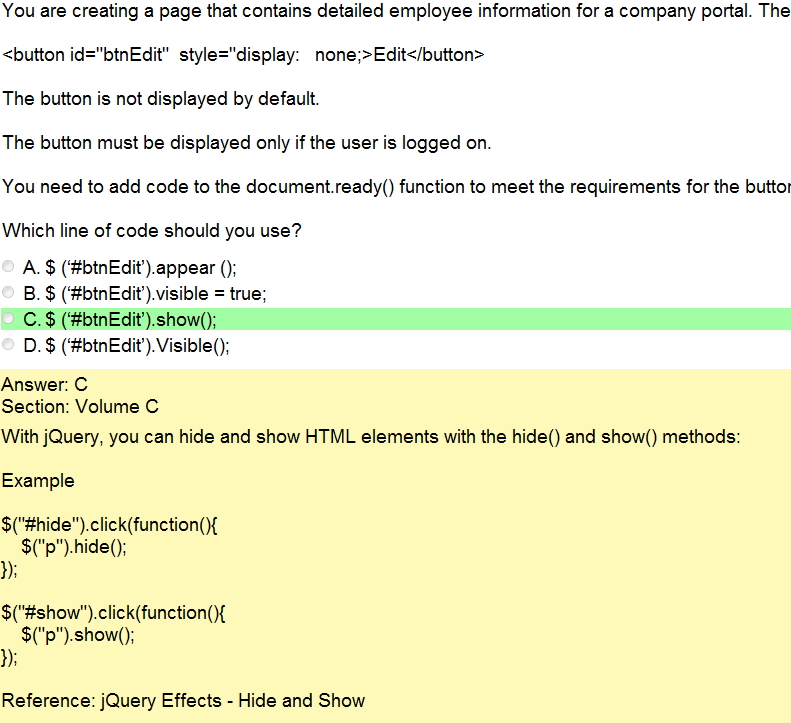 You are creating a page that contains detailed employee information for a company portal. The
<button id="btnEdit" style="display: none;>Edit</button>
The button is not displayed by default.
The button must be displayed only if the user is logged on.
You need to add code to the document.ready() function to meet the requirements for the button
Which line of code should you use?
A. $ (‘#btnEdit’).appear ();
B. $ (‘#btnEdit’).visible = true;
C. $ (‘#btnEdit’).show();
D. $ (‘#btnEdit’).Visible();
Answer: C
Section: Volume C
With jQuery, you can hide and show HTML elements with the hide() and show() methods:
Example
$("#hide").click(function(){
$("p").hide();
});
$("#show").click(function(){
$("p").show();
});
Reference: jQuery Effects - Hide and Show